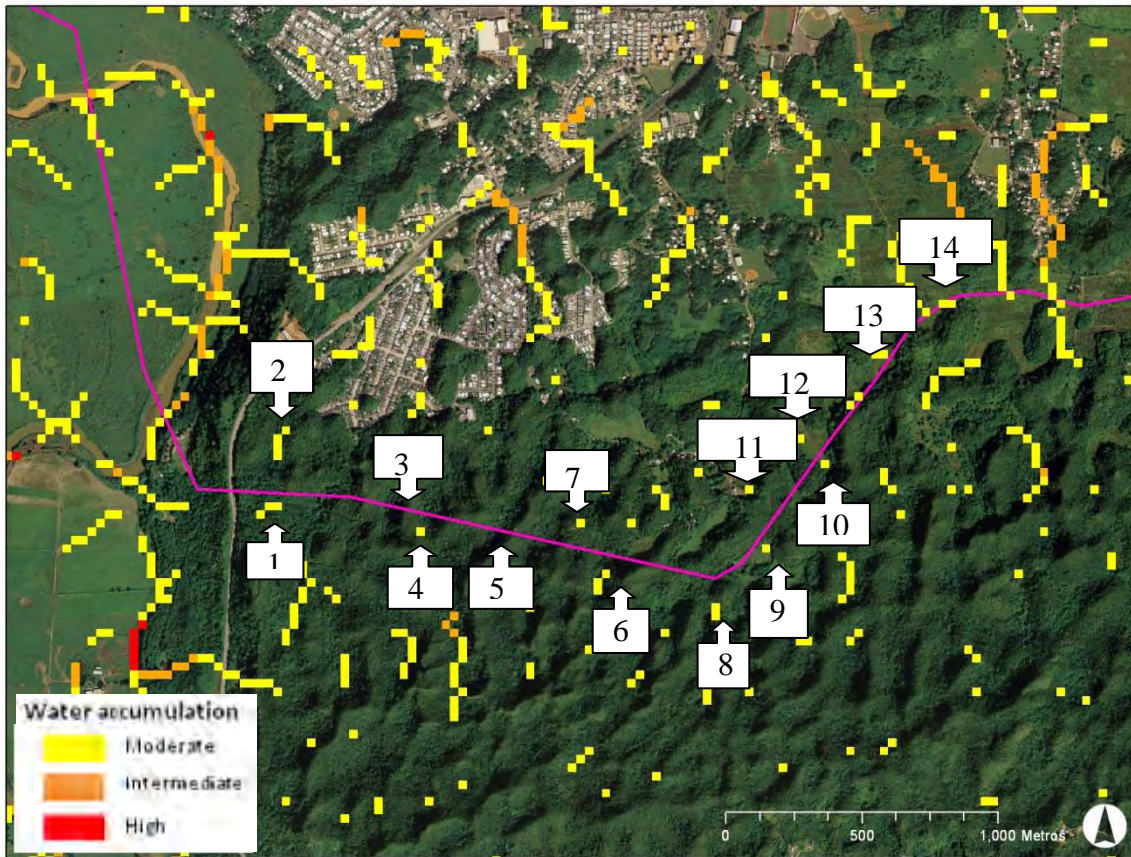 14
13
2
12
11
3
7
10
1
4
5
9
6
8
Water accumulation
Moderate
Intermediate
High
0 500 1,000 Metros